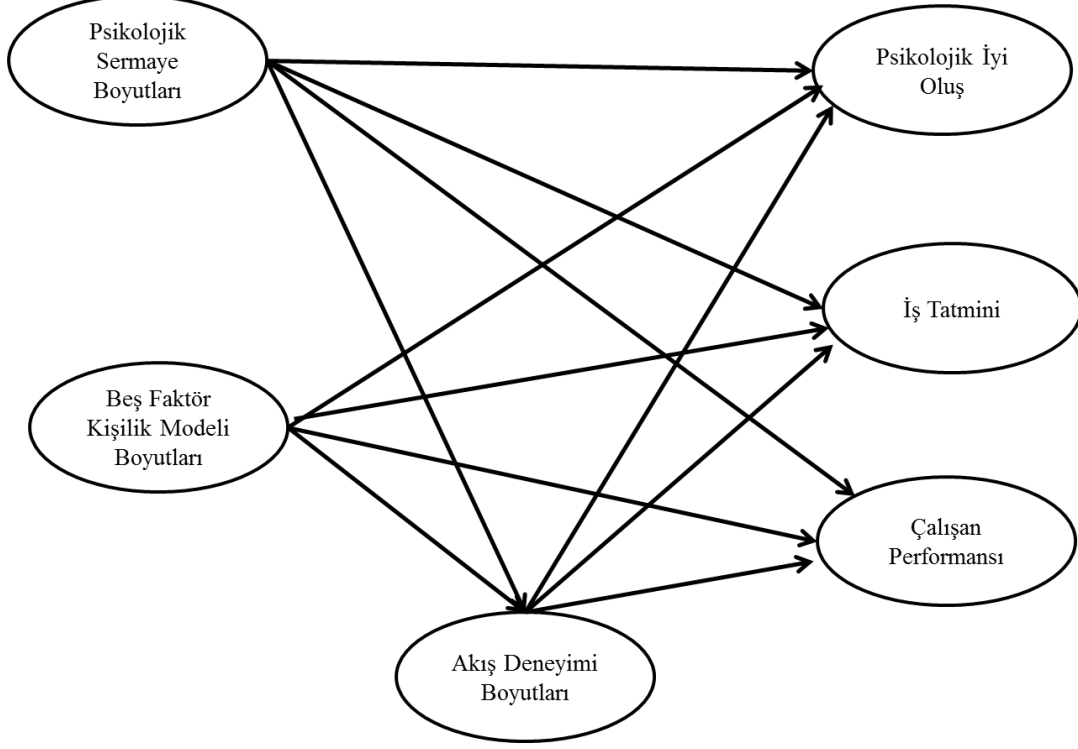 Psikolojik
Sermaye
Boyutları
Psikolojik İyi
Oluş
İş Tatmini
Beş Faktör
Kişilik Modeli
Boyutları
Çalışan
Performansı
Akış Deneyimi
Boyutları